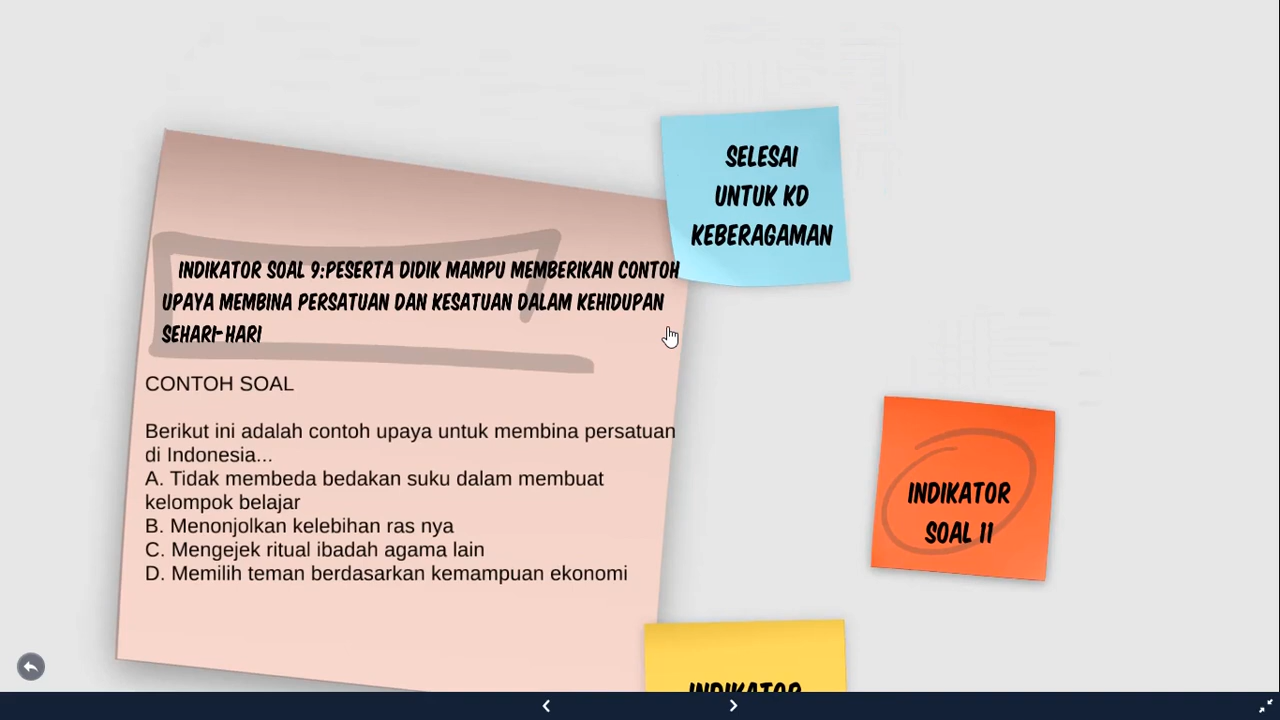 SELESAI
UNTUK KD
KEBERAGAMAN
INDIKATOR SOAL 9:PESERTA DIDIK MAMPU MEMBERIKAN CONTOH
UPAYA MEMBINA PERSATUAN DAN KESATUAN DALAM KEHIDUPAN
SEHARI-HARI
CONTOH SOAL
Berikut ini adalah contoh upaya untuk membina persatuan
di Indonesia...
A. Tidak membeda bedakan suku dalam membuat
kelompok belajar
B. Menonjolkan kelebihan ras nya
C. Mengejek ritual ibadah agama lain
D. Memilih teman berdasarkan kemampuan ekonomi
INDIKATOR
SOAL 11
INDIKATOR